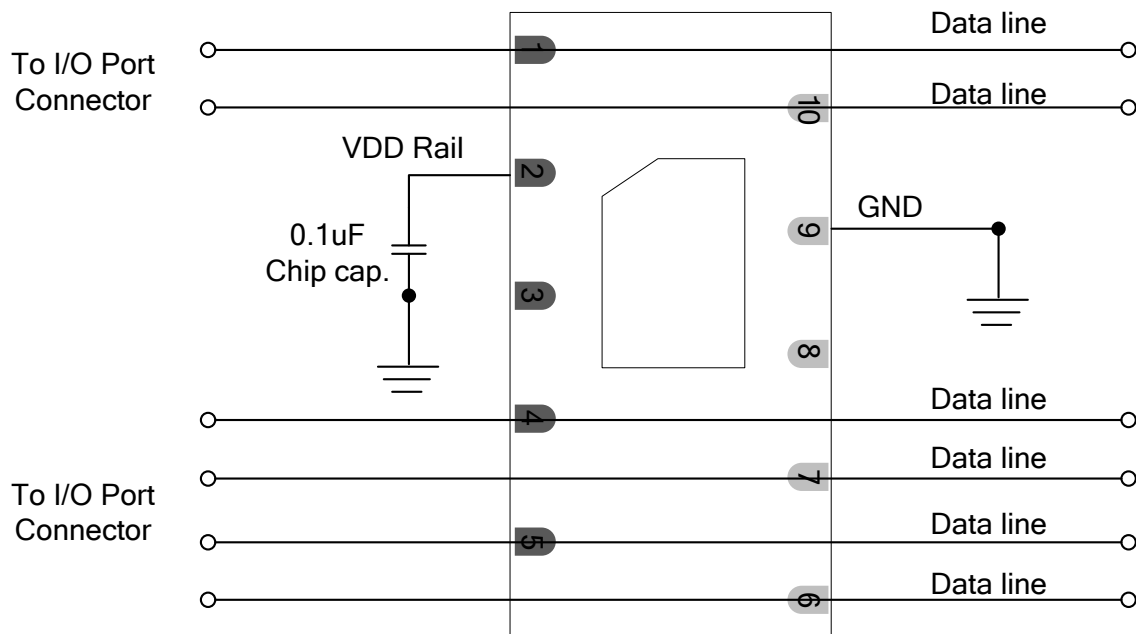 Data line
1
To I/O Port
Connector
Data line
10
VDD Rail
2
GND
9
0.1uF
Chip cap.
3
8
Data line
4
Data line
7
To I/O Port
Connector
Data line
5
Data line
6